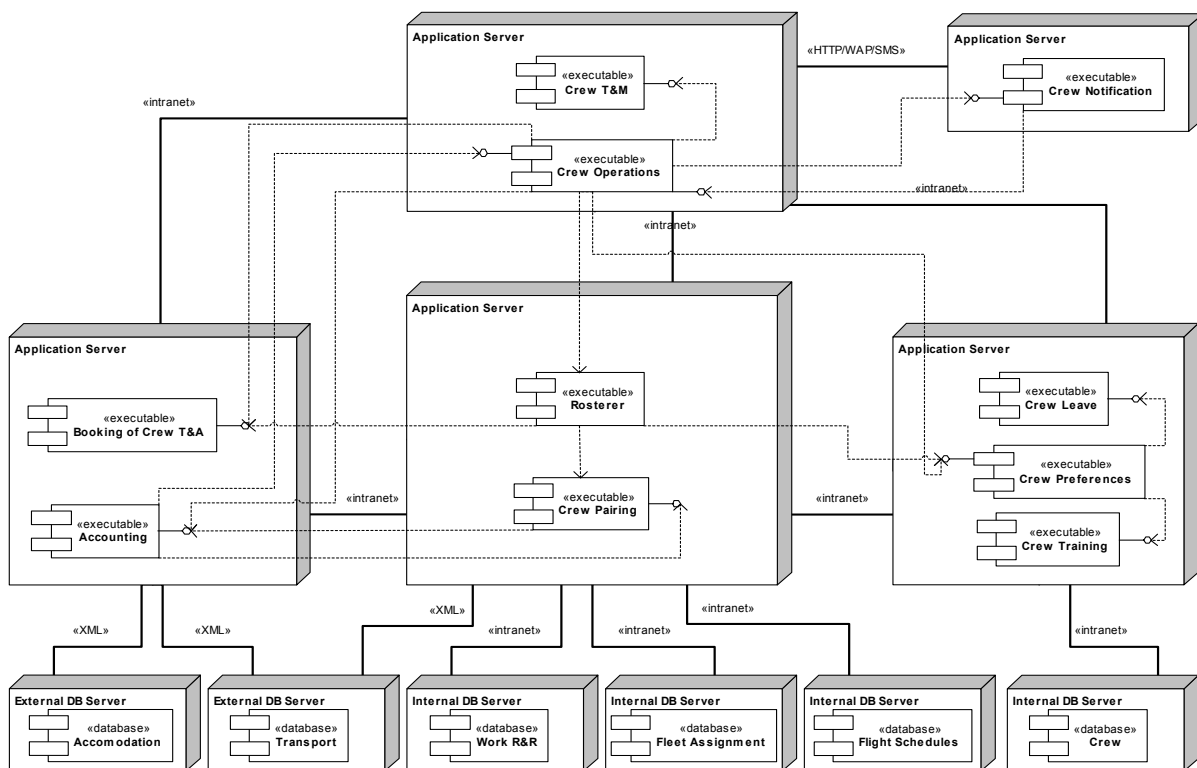 Application Server
«executable»
Crew T&M
«executable»
Crew Operations
«HTTP/WAP/SMS»
Application Server
«executable»
Crew Notification
«intranet»
«intranet»
«intranet»
Application Server
«executable»
Booking of Crew T&A
«executable»
Accounting
«intranet»
Application Server
«executable»
Rosterer
«executable»
Crew Pairing
«intranet»
Application Server
«executable»
Crew Leave
«executable»
Crew Preferences
«executable»
Crew Training
«XML»
«XML»
«XML»
«intranet»
«intranet»
«intranet»
«intranet»
External DB Server
«database»
Accomodation
External DB Server
«database»
Transport
Internal DB Server
«database»
Work R&R
Internal DB Server
«database»
Fleet Assignment
Internal DB Server
«database»
Flight Schedules
Internal DB Server
«database»
Crew